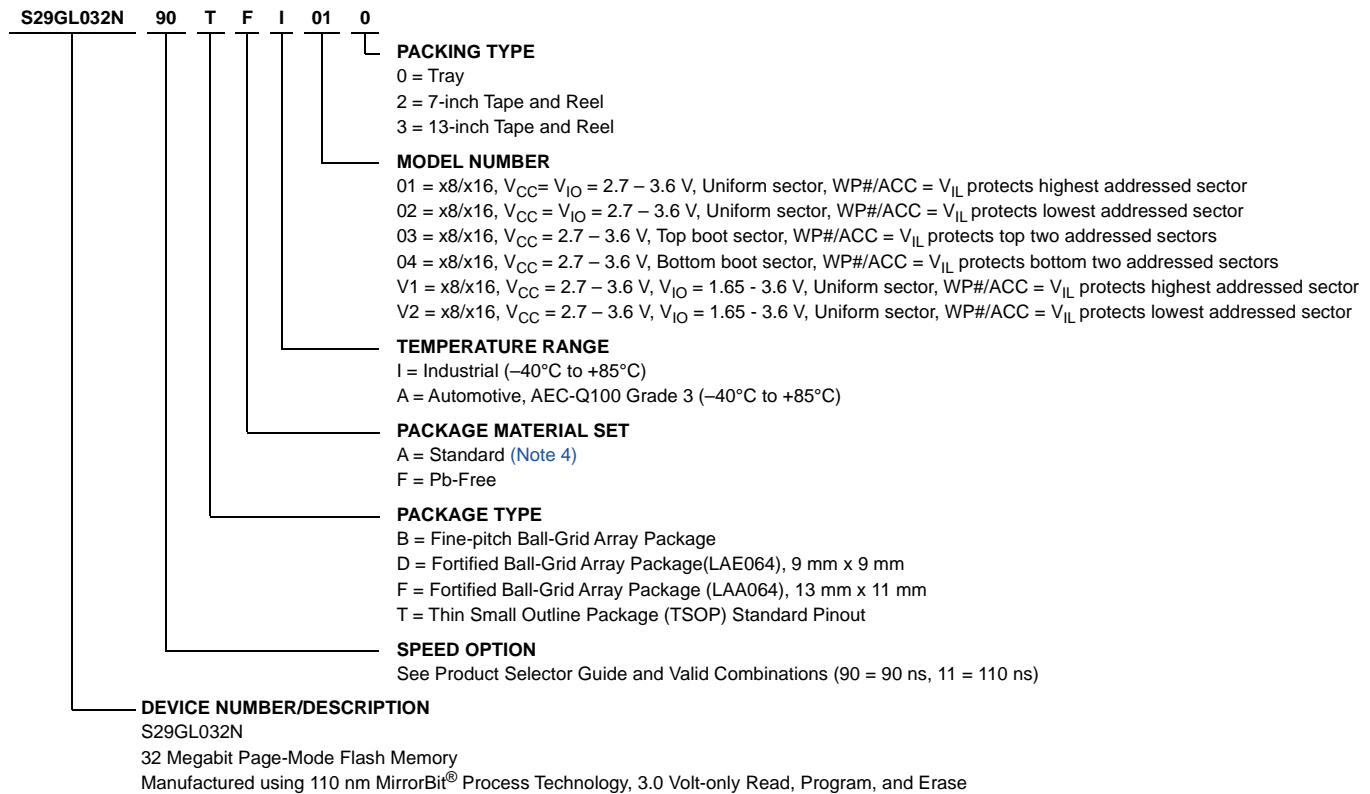 S29GL032N 90 T F I 01 0
PACKING TYPE
0 = Tray
2 = 7-inch Tape and Reel
3 = 13-inch Tape and Reel
MODEL NUMBER
01 = x8/x16, VCC= VIO = 2.7 – 3.6 V, Uniform sector, WP#/ACC = VIL protects highest addressed sector
02 = x8/x16, VCC = VIO = 2.7 – 3.6 V, Uniform sector, WP#/ACC = VIL protects lowest addressed sector
03 = x8/x16, VCC = 2.7 – 3.6 V, Top boot sector, WP#/ACC = VIL protects top two addressed sectors
04 = x8/x16, VCC = 2.7 – 3.6 V, Bottom boot sector, WP#/ACC = VIL protects bottom two addressed sectors
V1 = x8/x16, VCC = 2.7 – 3.6 V, VIO = 1.65 - 3.6 V, Uniform sector, WP#/ACC = VIL protects highest addressed sector
V2 = x8/x16, VCC = 2.7 – 3.6 V, VIO = 1.65 - 3.6 V, Uniform sector, WP#/ACC = VIL protects lowest addressed sector
TEMPERATURE RANGE
I = Industrial (–40°C to +85°C)
A = Automotive, AEC-Q100 Grade 3 (–40°C to +85°C)
PACKAGE MATERIAL SET
A = Standard (Note 4)
F = Pb-Free
PACKAGE TYPE
B = Fine-pitch Ball-Grid Array Package
D = Fortified Ball-Grid Array Package(LAE064), 9 mm x 9 mm
F = Fortified Ball-Grid Array Package (LAA064), 13 mm x 11 mm
T = Thin Small Outline Package (TSOP) Standard Pinout
SPEED OPTION
See Product Selector Guide and Valid Combinations (90 = 90 ns, 11 = 110 ns)
DEVICE NUMBER/DESCRIPTION
S29GL032N
32 Megabit Page-Mode Flash Memory
Manufactured using 110 nm MirrorBit® Process Technology, 3.0 Volt-only Read, Program, and Erase